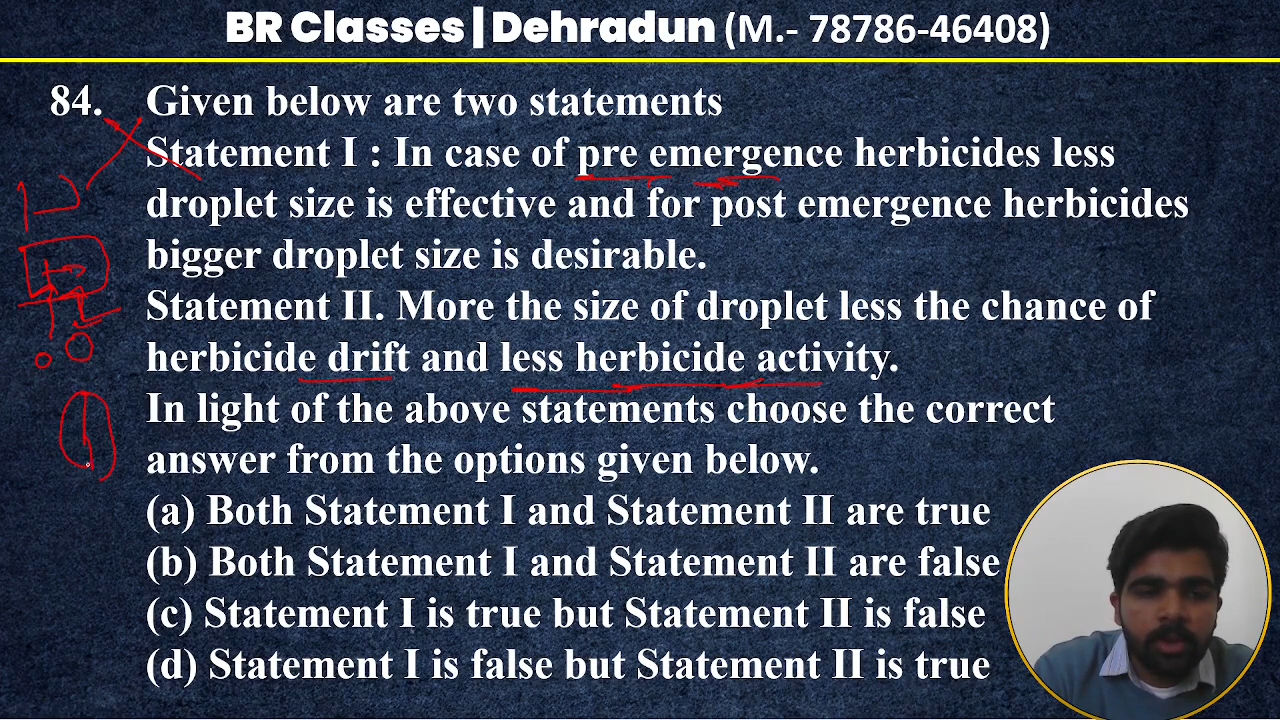 BR Classes | Dehradun (M.- 78786-46408)
84. Given below are two statements
Statement I : In case of pre emergence herbicides less
droplet size is effective and for post emergence herbicides
bigger droplet size is desirable.
Statement II. More the size of droplet less the chance of
herbicide drift and less herbicide activity.
In light of the above statements choose the correct
answer from the options given below.
(a) Both Statement I and Statement II are true
(b) Both Statement I and Statement II are false
(c) Statement I is true but Statement II is false
(d) Statement I is false but Statement II is true